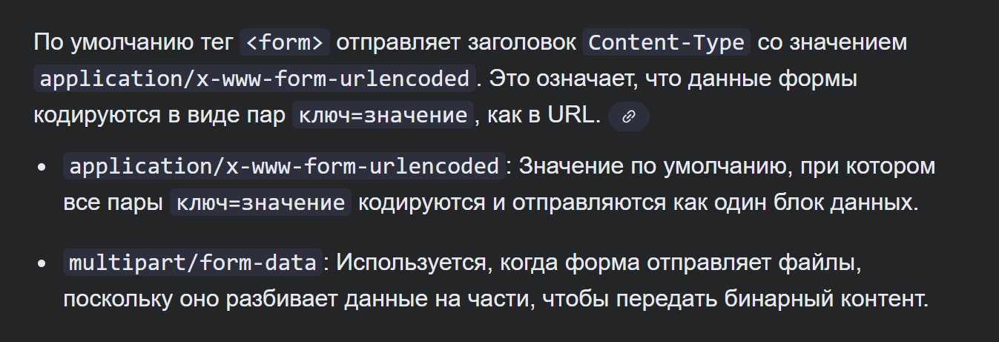 По умолчанию тег <form> отправляет заголовок Content-Type со значением
application/x-www-form-urlencoded. Это означает, что данные формы
кодируются в виде пар ключ=значение, как в URL.
• application/x-www-form-urlencoded: Значение по умолчанию, при котором
все пары ключ=значение кодируются и отправляются как один блок данных.
• multipart/form-data: Используется, когда форма отправляет файлы,
поскольку оно разбивает данные на части, чтобы передать бинарный контент.